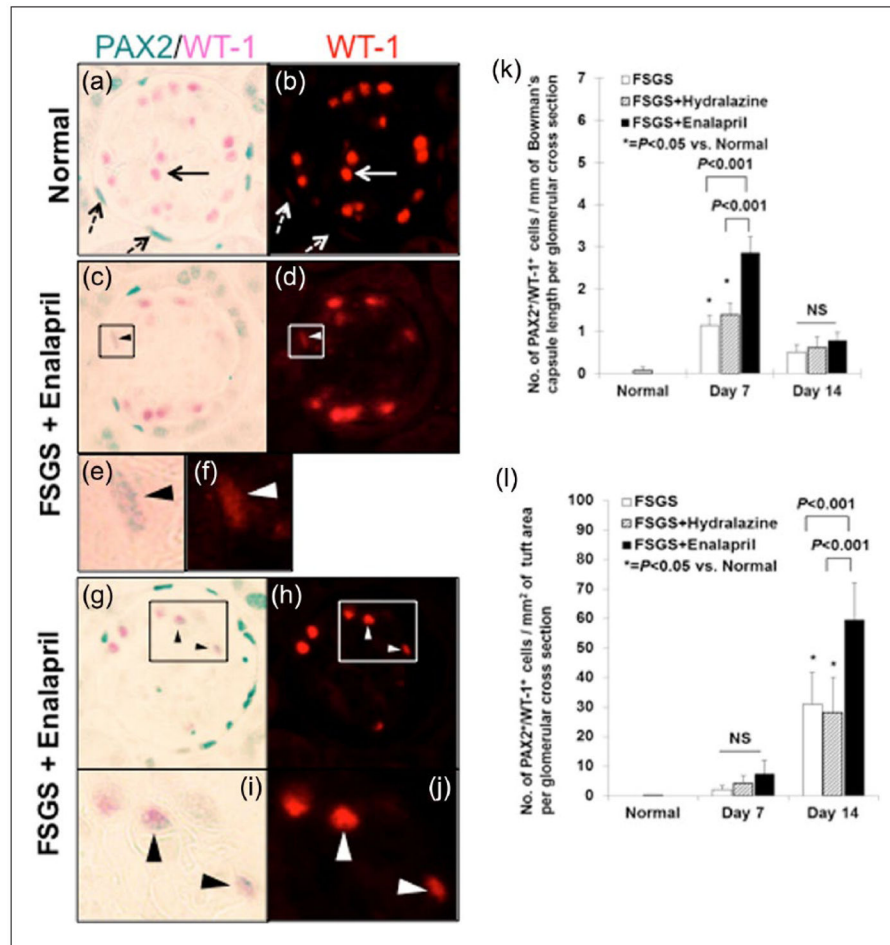 PAX2/WT-1
WT-1
Normal
(a)
(b)
FSGS + Enalapril
(c)
(d)
(e)
(f)
FSGS + Enalapril
(g)
(h)
(i)
(j)
(k)
No. of PAX2⁺/WT-1⁺ cells / mm of Bowman's
capsule length per glomerular cross section
7
6
5
4
3
2
1
0
FSGS
FSGS+Hydralazine
FSGS+Enalapril
*=P<0.05 vs. Normal
P<0.001
P<0.001
*
*
NS
Normal
Day 7
Day 14
(l)
No. of PAX2⁺/WT-1⁺ cells / mm² of tuft area
per glomerular cross section
100
90
80
70
60
50
40
30
20
10
0
FSGS
FSGS+Hydralazine
FSGS+Enalapril
*=P<0.05 vs. Normal
P<0.001
P<0.001
NS
*
*
Normal
Day 7
Day 14